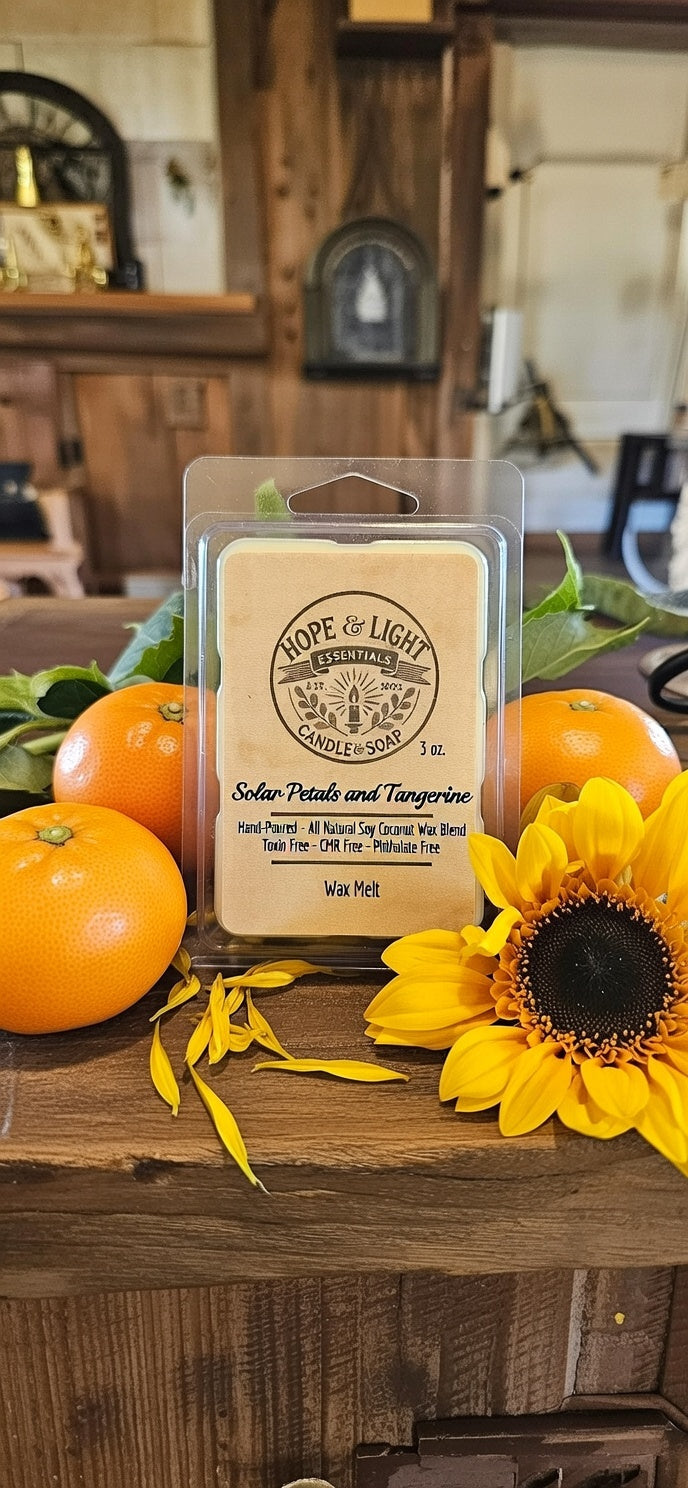 HOPE & LIGHT
ESSENTIALS
CANDLE & SOAP
3 oz.
Solar Petals and Tangerine
Hand-Poured - All Natural Soy Coconut Wax Blend
Toxin Free - CMR Free - Phthalate Free
Wax Melt